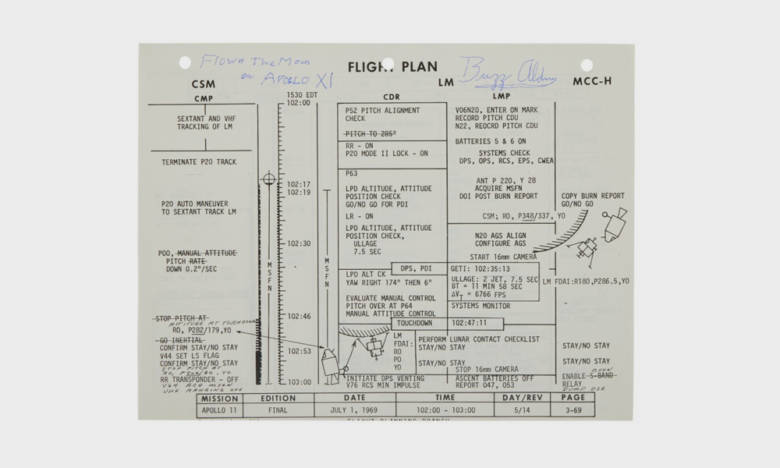 Flown The Moon
on APOLLO XI
FLIGHT PLAN
Buzz Aldrin
CSM
LM
MCC-H
CMP
1530 EDT
CDR
LMP
102:00
SEXTANT AND VHF
TRACKING OF LM
TERMINATE P20 TRACK
P20 AUTO MANEUVER
TO SEXTANT TRACK LM
P00, MANUAL ATTITUDE
PITCH RATE
DOWN 0.2°/SEC
STOP PITCH AT
RO, P282/179,YO
GO INERTIAL
CONFIRM STAY/NO STAY
V44 SET LS FLAG
CONFIRM STAY/NO STAY
RR TRANSPONDER - OFF
102:17
102:19
102:30
102:46
102:53
103:00
MSFN
MSFN
P52 PITCH ALIGNMENT
CHECK
PITCH TO 285°
RR - ON
P20 MODE II LOCK - ON
P63
LPD ALTITUDE, ATTITUDE
POSITION CHECK
GO/NO GO FOR PDI
LR - ON
LPD ALTITUDE, ATTITUDE
POSITION CHECK,
ULLAGE
7.5 SEC
DPS, PDI
LPD ALT CK
YAW RIGHT 174° THEN 6°
EVALUATE MANUAL CONTROL
PITCH OVER AT P64
MANUAL ATTITUDE CONTROL
TOUCHDOWN
102:47:11
LM
FDAI:
RO
PO
YO
INITIATE OPS VENTING
V76 RCS MIN IMPULSE
V06N20, ENTER ON MARK
RECORD PITCH CDU
N22, REOCRD PITCH CDU
BATTERIES 5 & 6 ON
SYSTEMS CHECK
DPS, OPS, RCS, EPS, CWEA
ANT P 220, Y 28
ACQUIRE MSFN
DOI POST BURN REPORT
CSM; RO, P348/337, YO
N20 AGS ALIGN
CONFIGURE AGS
START 16mm CAMERA
GETI: 102:35:13
ULLAGE: 2 JET, 7.5 SEC
BT = 11 MIN 58 SEC
ΔVT = 6766 FPS
SYSTEMS MONITOR
PERFORM LUNAR CONTACT CHECKLIST
STAY/NO STAY
STAY/NO STAY
STOP 16mm CAMERA
ASCENT BATTERIES OFF
REPORT 047, 053
COPY BURN REPORT
GO/NO GO
LM FDAI:R180,P286.5,YO
STAY/NO STAY
STAY/NO STAY
ENABLE S-BAND
RELAY
MISSION EDITION DATE TIME DAY/REV PAGE
APOLLO 11 FINAL JULY 1, 1969 102:00 - 103:00 5/14 3-69